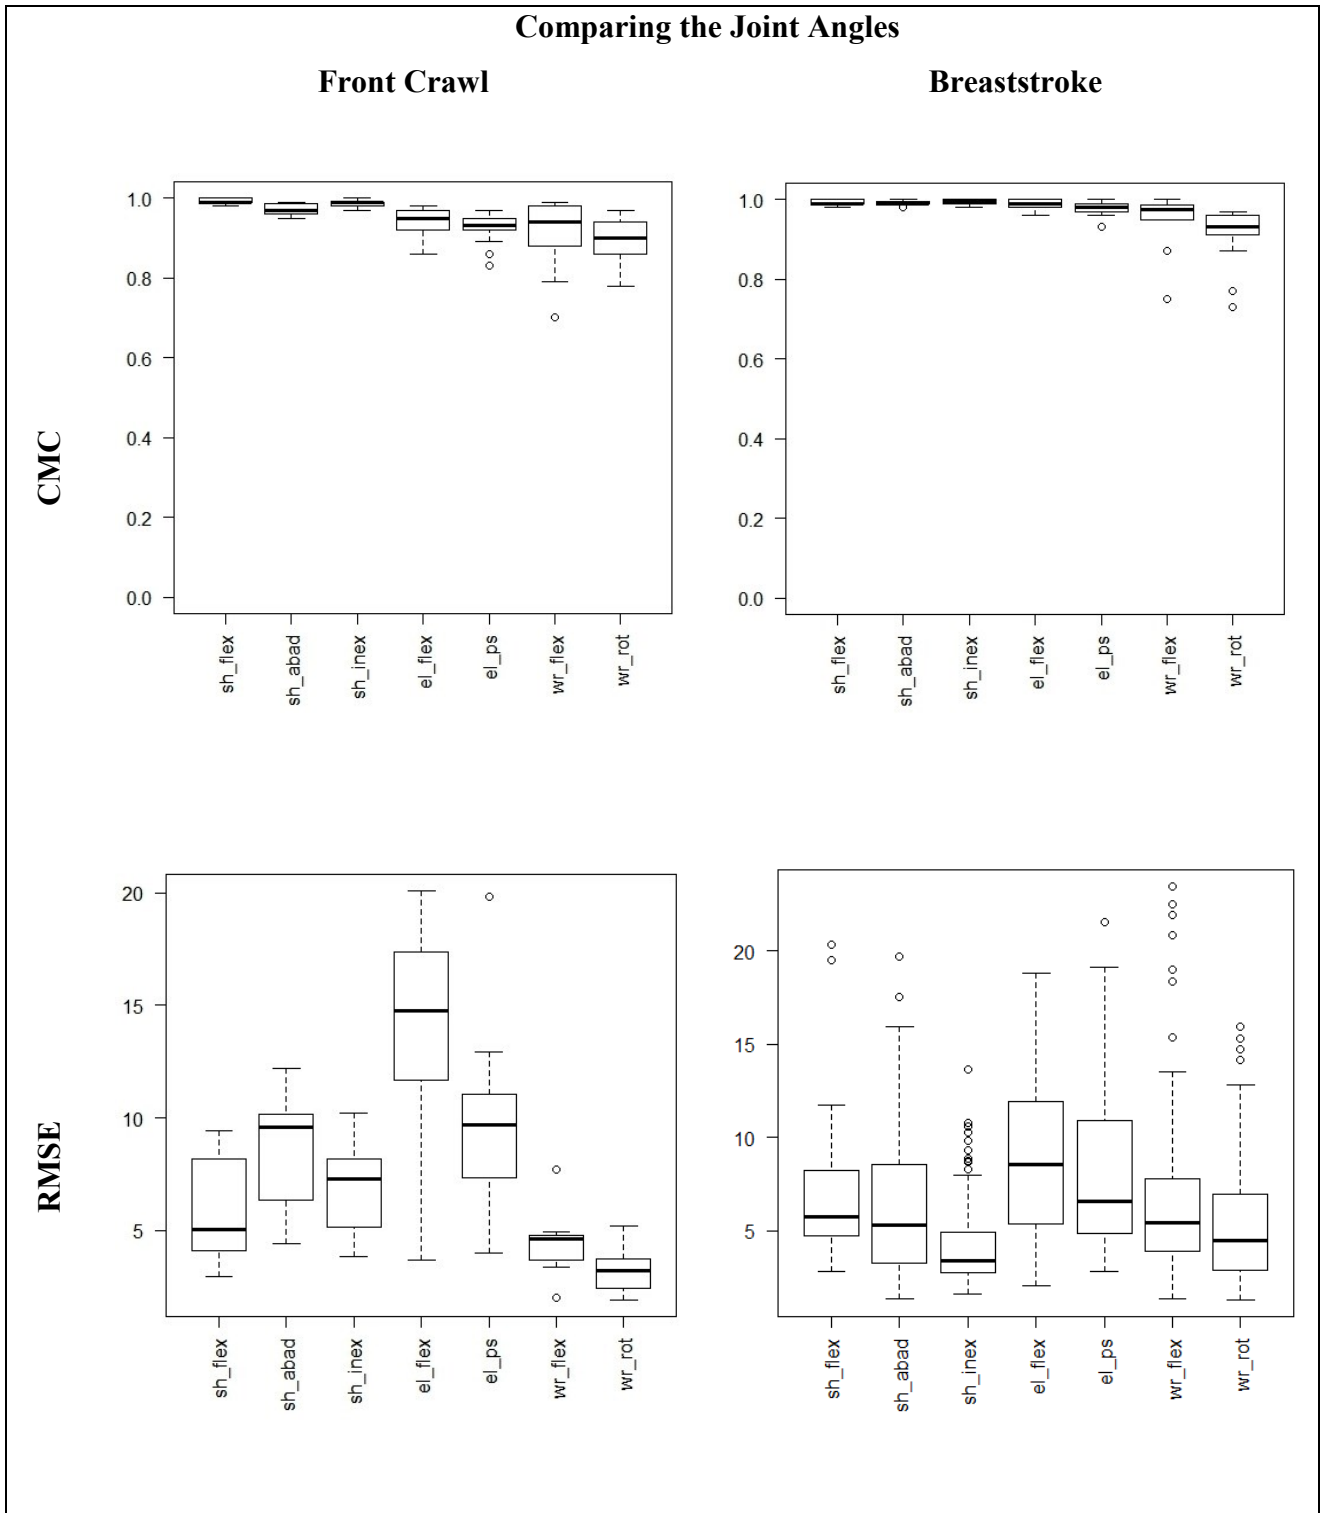 Comparing the Joint Angles
Front Crawl Breaststroke
CMC
1.0
0.8
0.6
0.4
0.2
0.0
sh_flex
sh_abad
sh_inex
el_flex
el_ps
wr_flex
wr_rot
1.0
0.8
0.6
0.4
0.2
0.0
sh_flex
sh_abad
sh_inex
el_flex
el_ps
wr_flex
wr_rot
RMSE
20
15
10
5
sh_flex
sh_abad
sh_inex
el_flex
el_ps
wr_flex
wr_rot
20
15
10
5
sh_flex
sh_abad
sh_inex
el_flex
el_ps
wr_flex
wr_rot